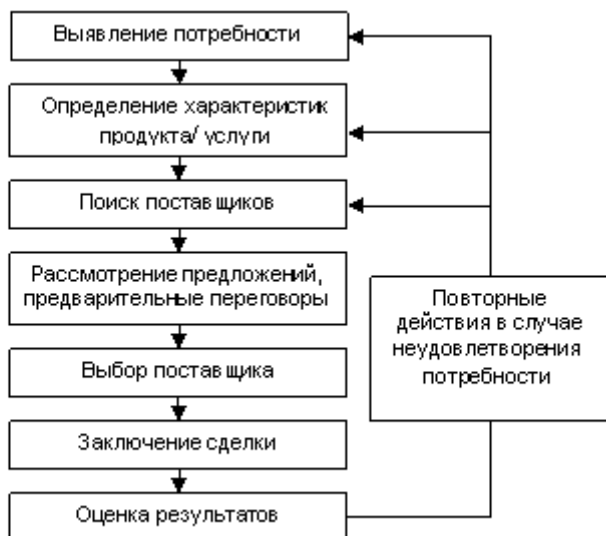 Выявление потребности
Определение характеристик
продукта/ услуги
Поиск поставщиков
Рассмотрение предложений,
предварительные переговоры
Выбор поставщика
Заключение сделки
Оценка результатов
Повторные
действия в случае
неудовлетворения
потребности